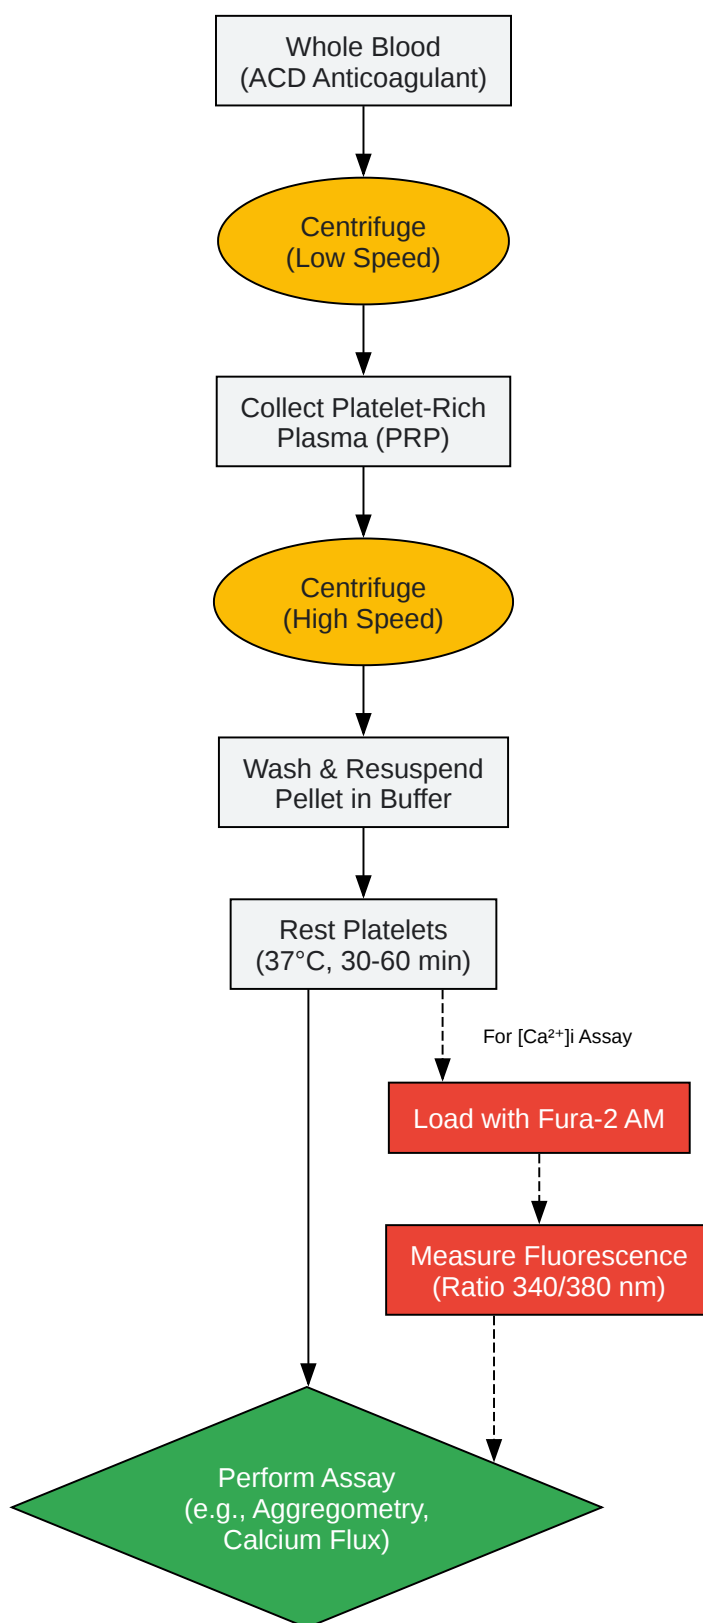 Whole Blood
(ACD Anticoagulant)
Centrifuge
(Low Speed)
Collect Platelet-Rich
Plasma (PRP)
Centrifuge
(High Speed)
Wash & Resuspend
Pellet in Buffer
Rest Platelets
(37°C, 30-60 min)
For [Ca²⁺]i Assay
Load with Fura-2 AM
Measure Fluorescence
(Ratio 340/380 nm)
Perform Assay
(e.g., Aggregometry,
Calcium Flux)